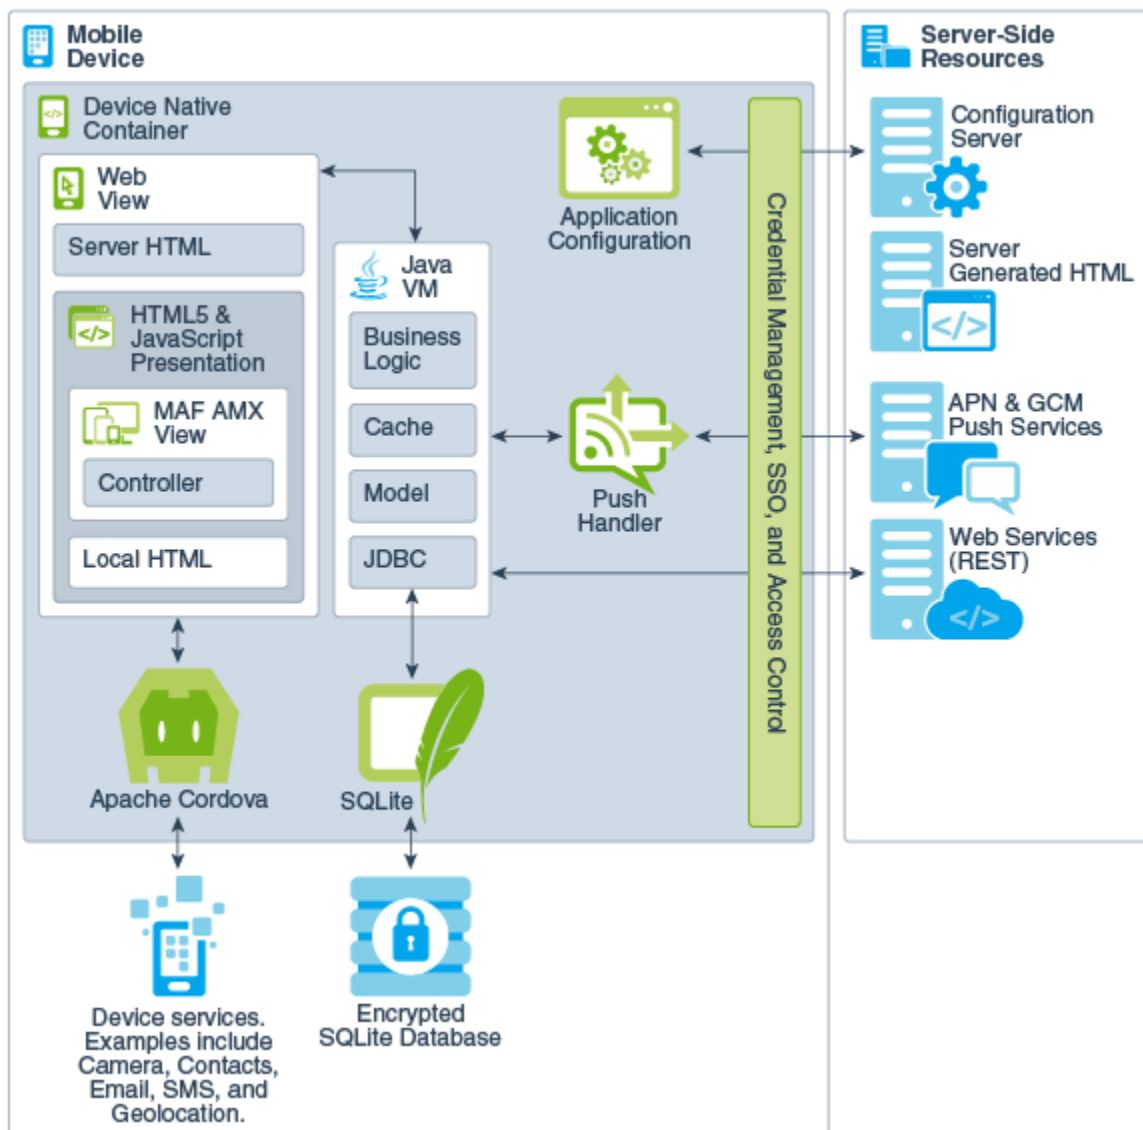 Mobile
Device
Device Native
Container
Web
View
Server HTML
HTML5 &
JavaScript
Presentation
</>
MAF AMX
View
Controller
Local HTML
Java
VM
Business
Logic
Cache
Model
JDBC
Application
Configuration
Push
Handler
Credential Management, SSO, and Access Control
Apache Cordova
SQLite
Device services.
Examples include
Camera, Contacts,
Email, SMS, and
Geolocation.
Encrypted
SQLite Database
Server-Side
Resources
Configuration
Server
Server
Generated HTML
</>
APN & GCM
Push Services
Web Services
(REST)
</>